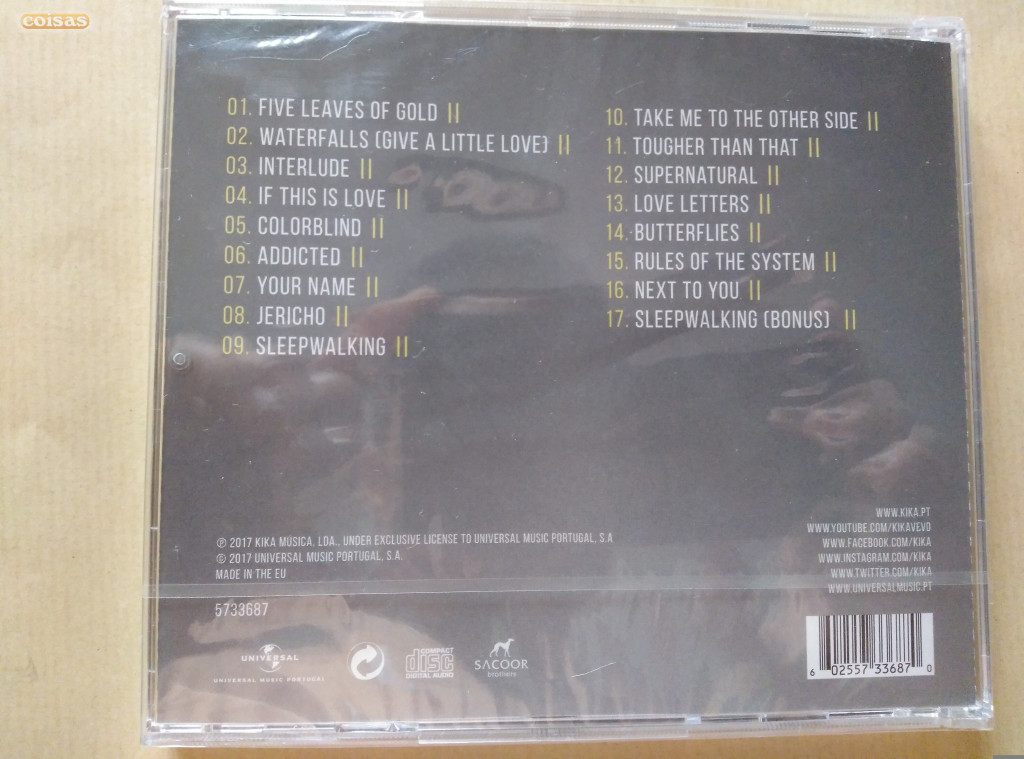 coisas
01. FIVE LEAVES OF GOLD ||
02. WATERFALLS (GIVE A LITTLE LOVE) ||
03. INTERLUDE ||
04. IF THIS IS LOVE ||
05. COLORBLIND ||
06. ADDICTED ||
07. YOUR NAME ||
08. JERICHO ||
09. SLEEPWALKING ||
10. TAKE ME TO THE OTHER SIDE ||
11. TOUGHER THAN THAT ||
12. SUPERNATURAL ||
13. LOVE LETTERS ||
14. BUTTERFLIES ||
15. RULES OF THE SYSTEM ||
16. NEXT TO YOU ||
17. SLEEPWALKING (BONUS) ||
℗ 2017 KIKA MÚSICA, LDA., UNDER EXCLUSIVE LICENSE TO UNIVERSAL MUSIC PORTUGAL, S.A
© 2017 UNIVERSAL MUSIC PORTUGAL, S.A.
MADE IN THE EU
5733687
WWW.KIKA.PT
WWW.YOUTUBE.COM/KIKAVEVO
WWW.FACEBOOK.COM/KIKA
WWW.INSTAGRAM.COM/KIKA
WWW.TWITTER.COM/KIKA
WWW.UNIVERSALMUSIC.PT
UNIVERSAL
UNIVERSAL MUSIC PORTUGAL
COMPACT
disc
DIGITAL AUDIO
SACOOR
brothers
6 02557 33687 0